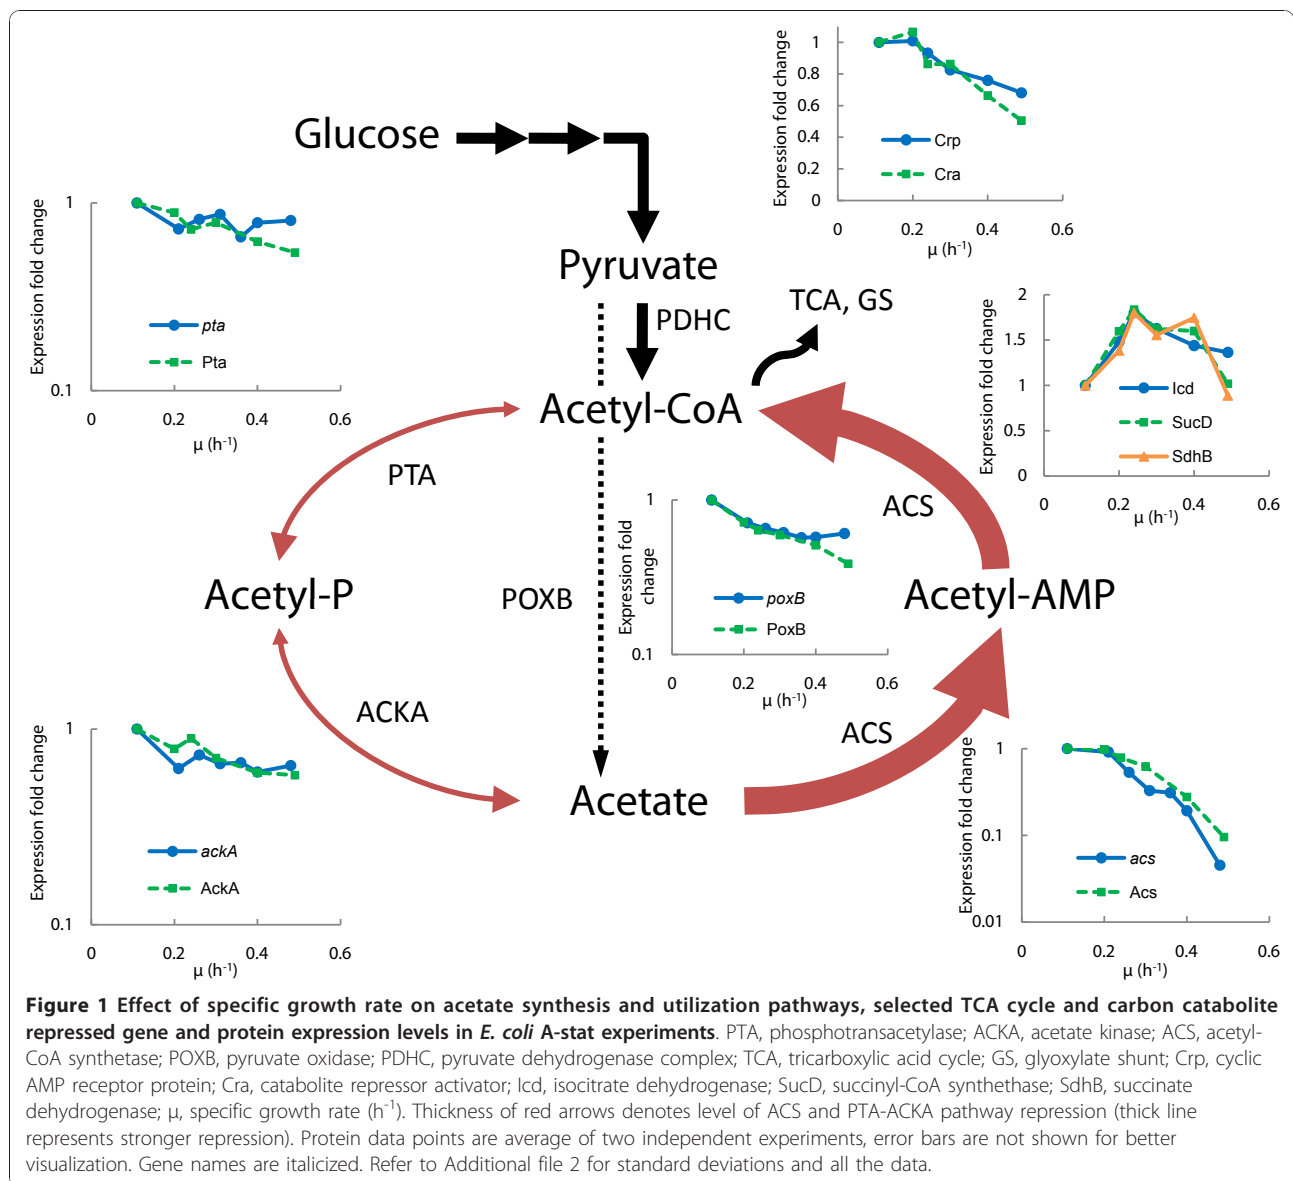 Glucose
Pyruvate
PDHC
TCA, GS
Acetyl-CoA
PTA
ACS
Acetyl-P
POXB
Acetyl-AMP
ACKA
ACS
Acetate
Expression fold change
1
0.8
0.6
0.4
0.2
0
Crp
Cra
0 0.2 0.4 0.6
μ (h-1)
Expression fold change
1
0.1
pta
Pta
0 0.2 0.4 0.6
μ (h-1)
Expression fold change
2
1.5
1
0.5
0
Icd
SucD
SdhB
0 0.2 0.4 0.6
μ (h-1)
Expression fold
change
1
0.1
poxB
PoxB
0 0.2 0.4 0.6
μ (h-1)
Expression fold change
1
0.1
ackA
AckA
0 0.2 0.4 0.6
μ (h-1)
Expression fold change
1
0.1
0.01
acs
Acs
0 0.2 0.4 0.6
μ (h-1)
Figure 1 Effect of specific growth rate on acetate synthesis and utilization pathways, selected TCA cycle and carbon catabolite
repressed gene and protein expression levels in E. coli A-stat experiments. PTA, phosphotransacetylase; ACKA, acetate kinase; ACS, acetyl-
CoA synthetase; POXB, pyruvate oxidase; PDHC, pyruvate dehydrogenase complex; TCA, tricarboxylic acid cycle; GS, glyoxylate shunt; Crp, cyclic
AMP receptor protein; Cra, catabolite repressor activator; Icd, isocitrate dehydrogenase; SucD, succinyl-CoA synthethase; SdhB, succinate
dehydrogenase; μ, specific growth rate (h-1). Thickness of red arrows denotes level of ACS and PTA-ACKA pathway repression (thick line
represents stronger repression). Protein data points are average of two independent experiments, error bars are not shown for better
visualization. Gene names are italicized. Refer to Additional file 2 for standard deviations and all the data.